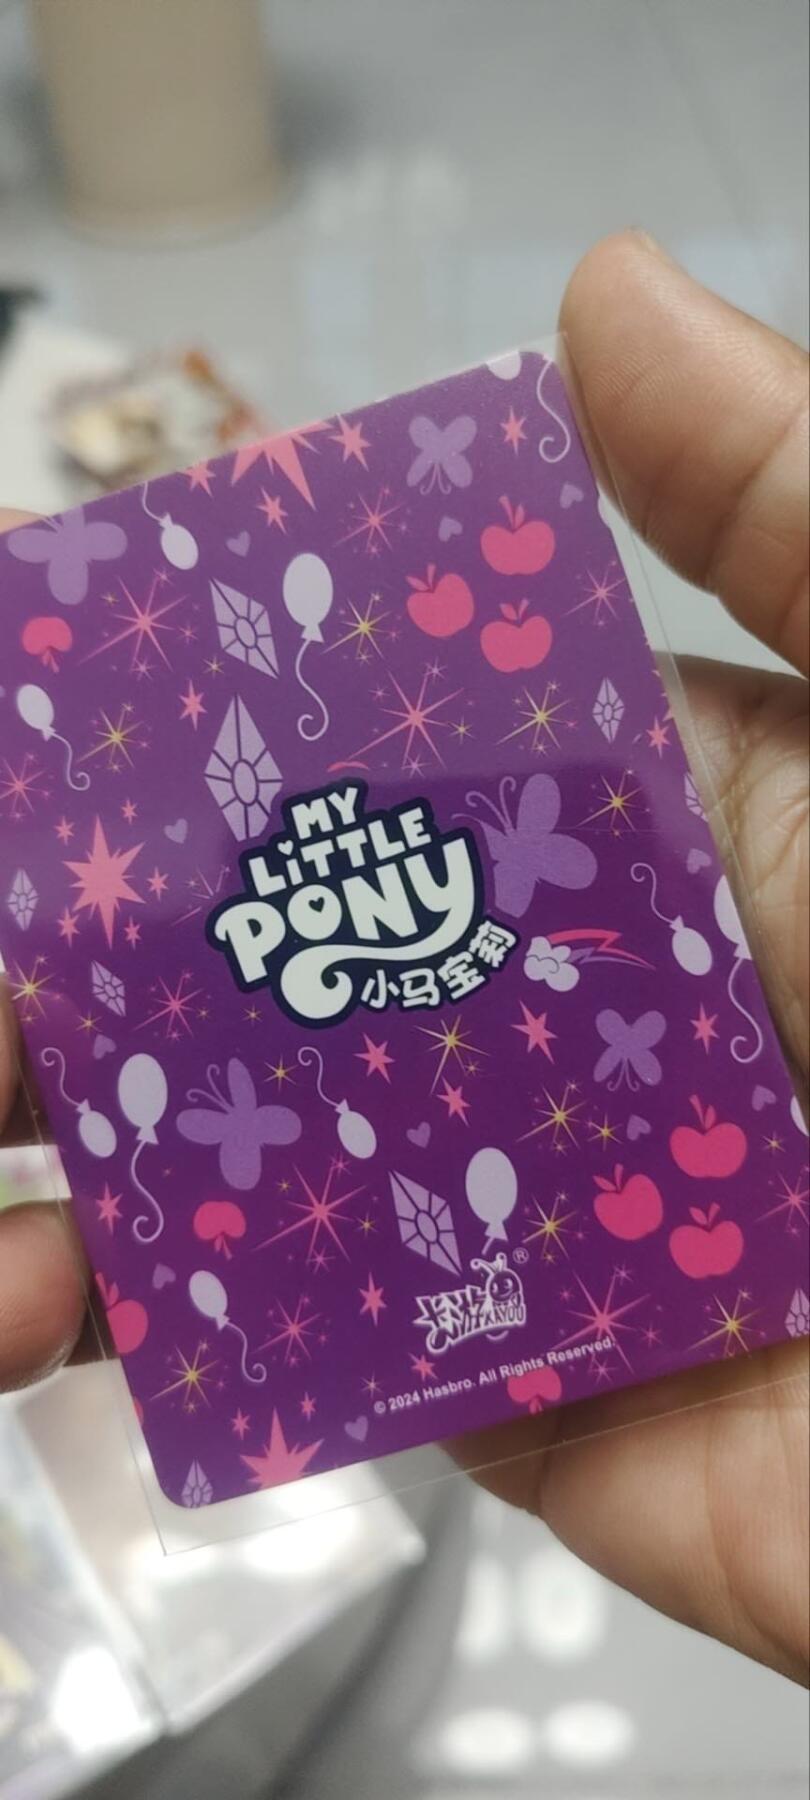 MY
LiTTLE
PONY
小马宝莉
®
卡游
KAYOU
© 2024 Hasbro. All Rights Reserved.